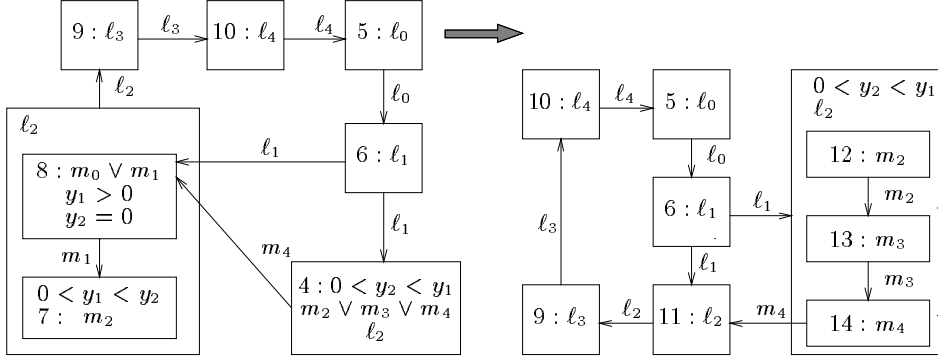 9 : ℓ₃
ℓ₃
10 : ℓ₄
ℓ₄
5 : ℓ₀
ℓ₂
ℓ₀
ℓ₂
8 : m₀ ∨ m₁
y₁ > 0
y₂ = 0
ℓ₁
6 : ℓ₁
m₁
m₄
ℓ₁
0 < y₁ < y₂
7 : m₂
4 : 0 < y₂ < y₁
m₂ ∨ m₃ ∨ m₄
ℓ₂
10 : ℓ₄
ℓ₄
5 : ℓ₀
0 < y₂ < y₁
ℓ₂
ℓ₀
12 : m₂
ℓ₃
6 : ℓ₁
ℓ₁
m₂
13 : m₃
ℓ₁
m₃
9 : ℓ₃
ℓ₂
11 : ℓ₂
m₄
14 : m₄